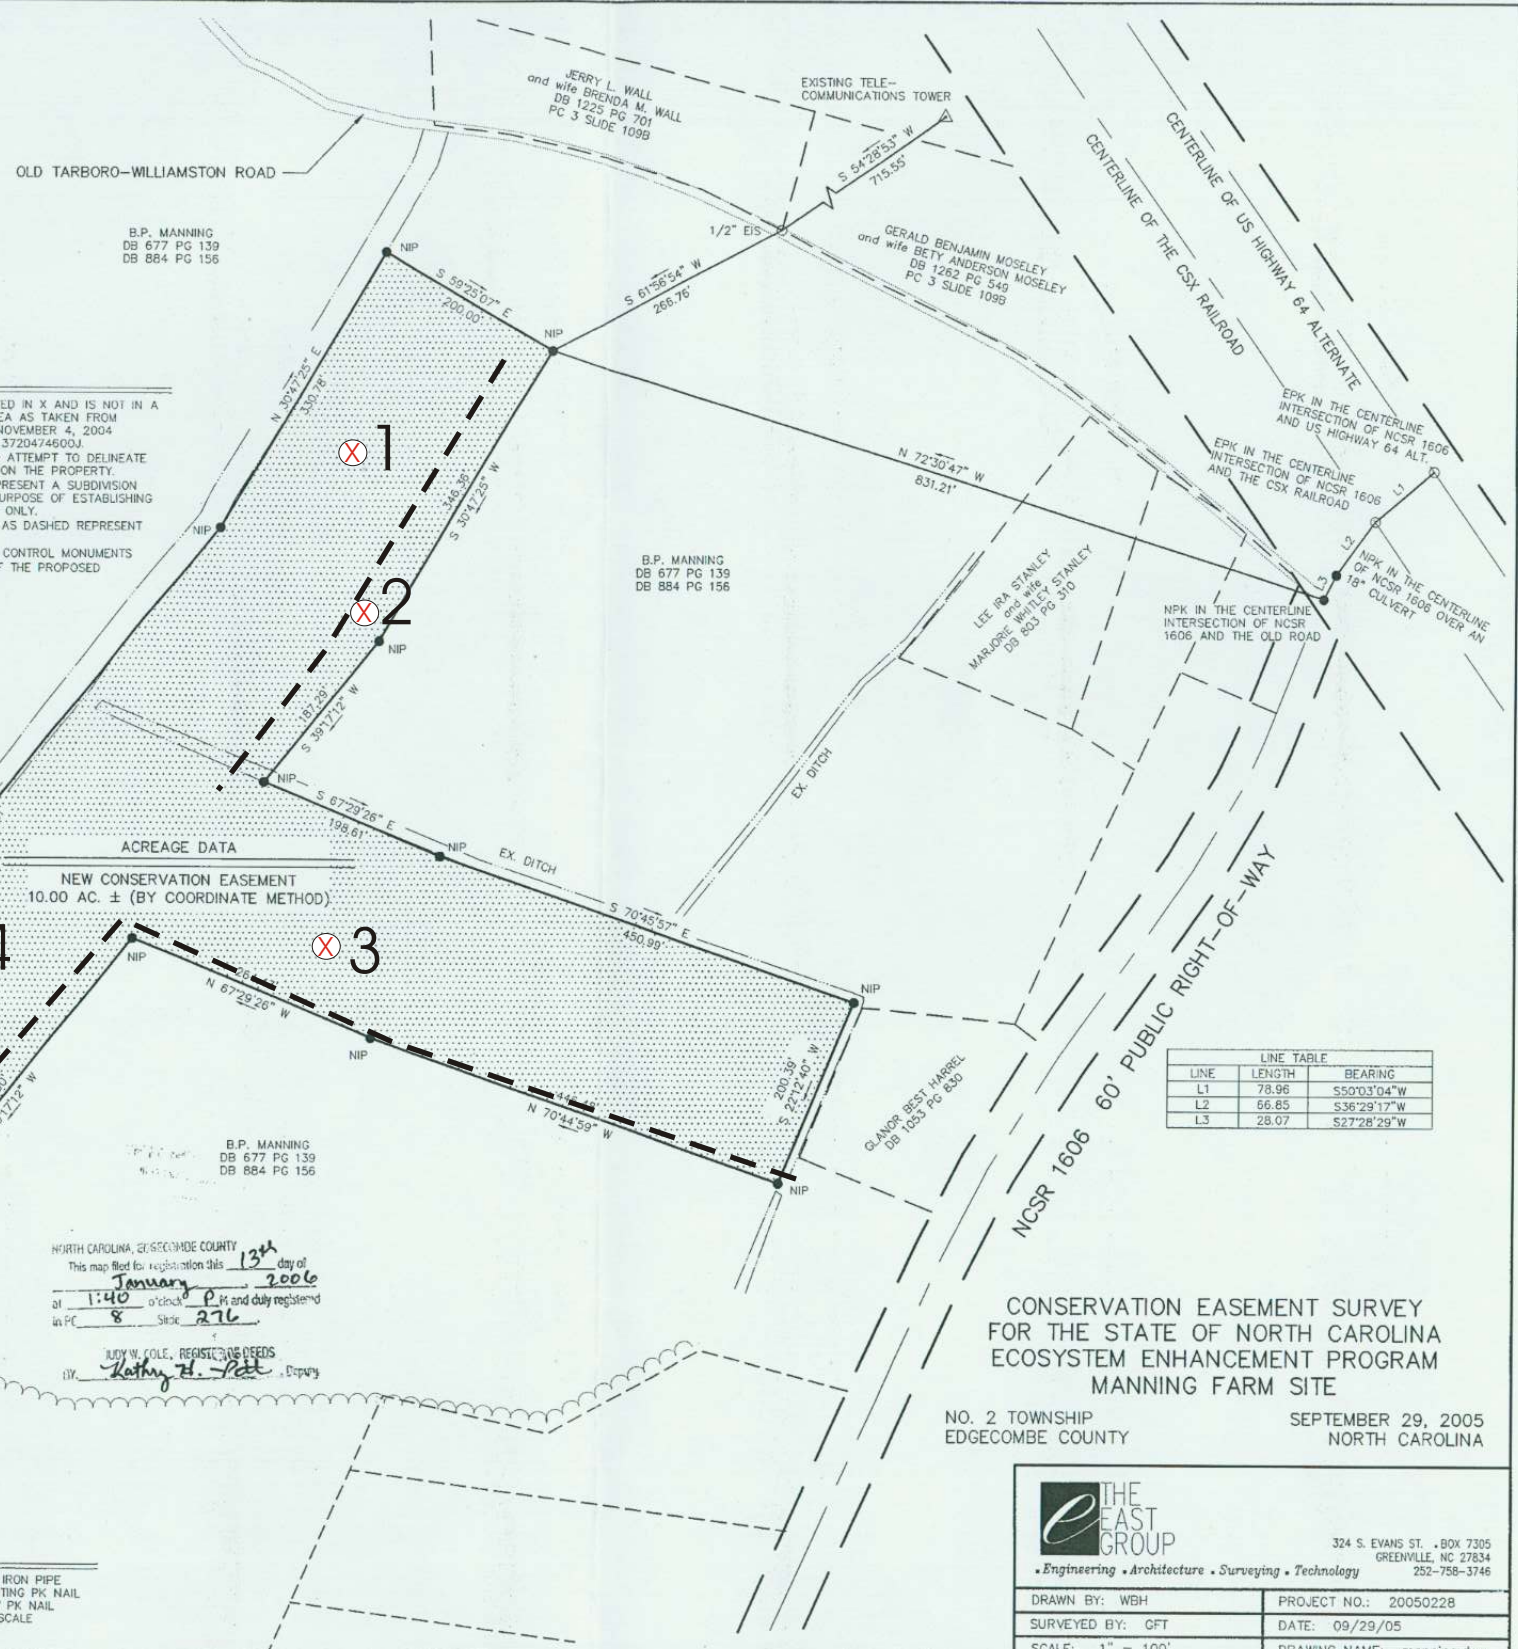 JERRY L. WALL
and wife BRENDA M. WALL
DB 1225 PG 701
PC 3 SLIDE 109B
EXISTING TELE-
COMMUNICATIONS TOWER
S 54°28'53" W
715.55'
CENTERLINE OF THE CSX RAILROAD
CENTERLINE OF US HIGHWAY 64 ALTERNATE
OLD TARBORO-WILLIAMSTON ROAD
B.P. MANNING
DB 677 PG 139
DB 884 PG 156
NIP
1/2" EIS
GERALD BENJAMIN MOSELEY
and wife BETY ANDERSON MOSELEY
DB 1262 PG 549
PC 3 SLIDE 109B
S 59°25'07" E
200.00'
S 61°56'54" W
266.76'
NIP
N 30°47'25" E
330.78'
ED IN X AND IS NOT IN A
EA AS TAKEN FROM
NOVEMBER 4, 2004
3720474600J.
ATTEMPT TO DELINEATE
ON THE PROPERTY.
PRESENT A SUBDIVISION
URPOSE OF ESTABLISHING
ONLY.
AS DASHED REPRESENT
CONTROL MONUMENTS
F THE PROPOSED
X 1
346.36'
S 30°47'25" W
N 72°30'47" W
831.21'
EPK IN THE CENTERLINE
INTERSECTION OF NCSR 1606
AND US HIGHWAY 64 ALT.
EPK IN THE CENTERLINE
INTERSECTION OF NCSR 1606
AND THE CSX RAILROAD
L1
L2
L3
NPK IN THE CENTERLINE
OF NCSR 1606 OVER AN
18" CULVERT
NIP
B.P. MANNING
DB 677 PG 139
DB 884 PG 156
LEE IRA STANLEY
and wife
MARJORIE WHITLEY STANLEY
DB 803 PG 310
NPK IN THE CENTERLINE
INTERSECTION OF NCSR
1606 AND THE OLD ROAD
X 2
NIP
187.29'
S 39°17'12" W
NIP
EX. DITCH
S 67°29'26" E
198.61'
NIP
EX. DITCH
ACREAGE DATA
NEW CONSERVATION EASEMENT
10.00 AC. ± (BY COORDINATE METHOD)
S 70°45'57" E
450.99'
X 3
4
NIP
N 67°29'26" W
NIP
NIP
NCSR 1606 60' PUBLIC RIGHT-OF-WAY
200.39'
S 22°12'40" W
N 70°44'59" W
NIP
GLANOR BEST HARREL
DB 1053 PG 830
LINE TABLE
LINE LENGTH BEARING
L1 78.96 S50°03'04"W
L2 66.85 S36°29'17"W
L3 28.07 S27°28'29"W
B.P. MANNING
DB 677 PG 139
DB 884 PG 156
NORTH CAROLINA, EDGECOMBE COUNTY
This map filed for registration this 13th day of
January, 2006
at 1:40 o'clock P M and duly registered
in PC 8 Slide 276.
JUDY W. COLE, REGISTER OF DEEDS
BY. Kathry H. Pitt, Deputy
CONSERVATION EASEMENT SURVEY
FOR THE STATE OF NORTH CAROLINA
ECOSYSTEM ENHANCEMENT PROGRAM
MANNING FARM SITE
NO. 2 TOWNSHIP
EDGECOMBE COUNTY
SEPTEMBER 29, 2005
NORTH CAROLINA
e THE
EAST
GROUP
324 S. EVANS ST. . BOX 7305
GREENVILLE, NC 27834
252-758-3746
. Engineering . Architecture . Surveying . Technology
DRAWN BY: WBH
PROJECT NO.: 20050228
SURVEYED BY: GFT
DATE: 09/29/05
SCALE: 1" = 100'
DRAWING NAME:
IRON PIPE
TING PK NAIL
PK NAIL
SCALE